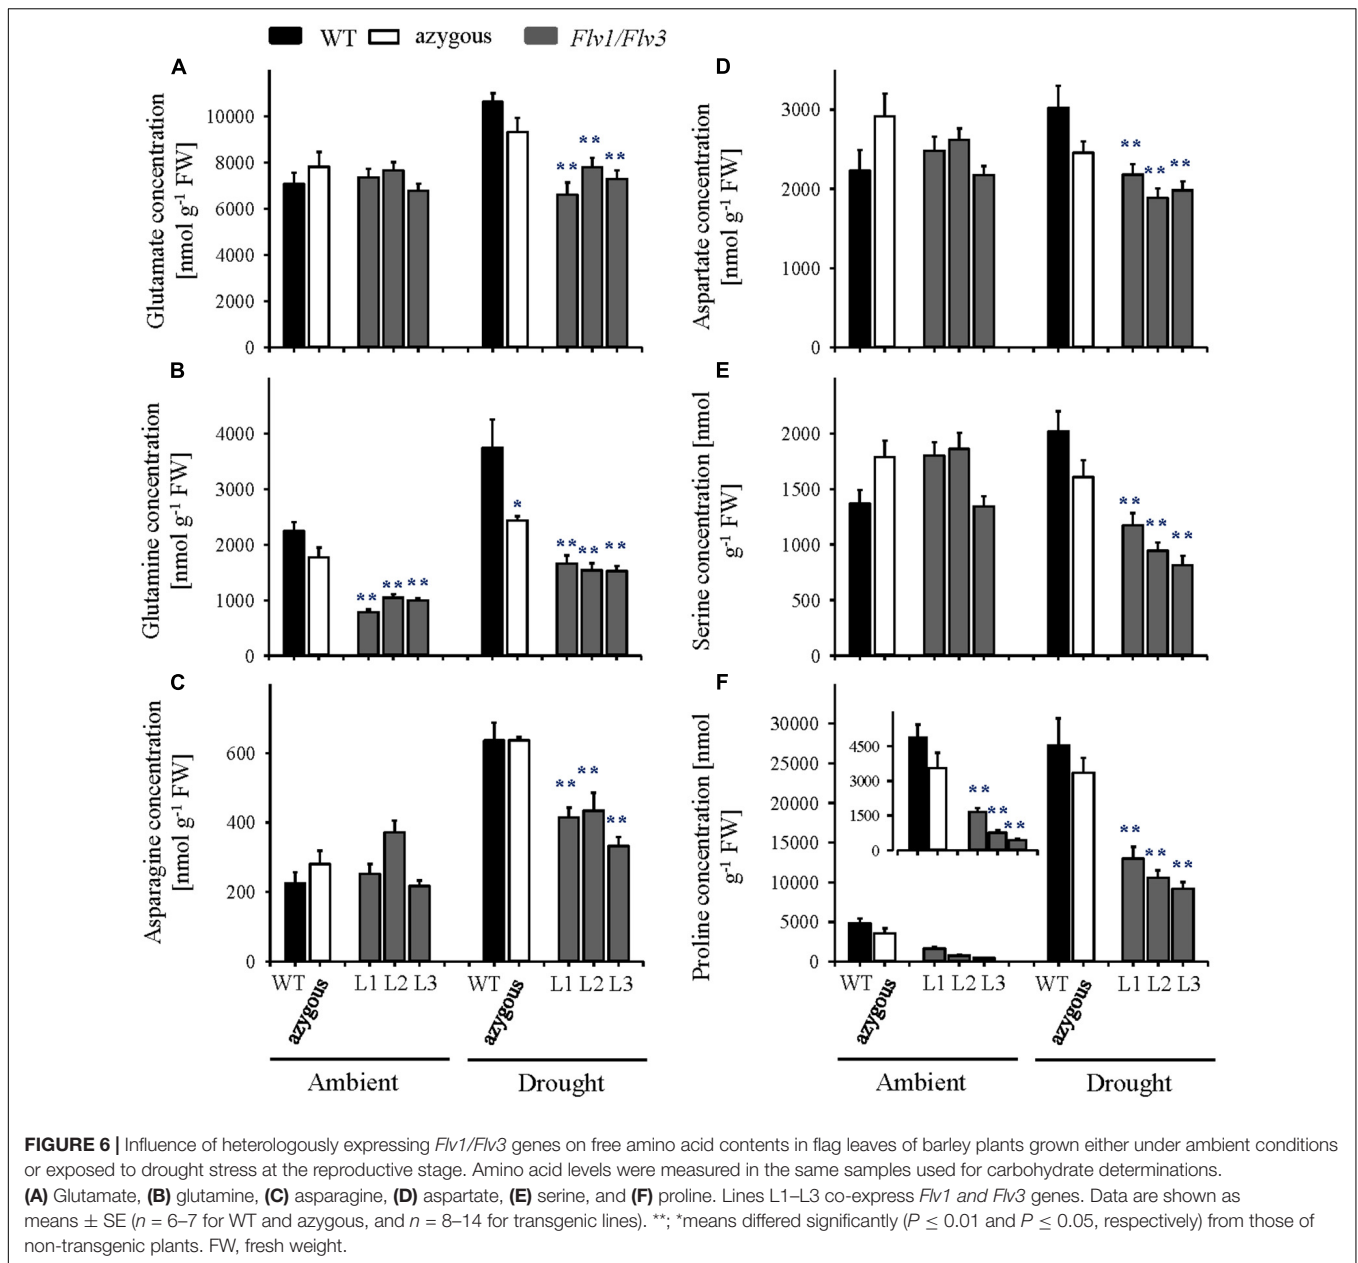 WT azygous Flv1/Flv3
A
Glutamate concentration
[nmol g-1 FW]
10000
8000
6000
4000
2000
0
** ** **
D
Aspartate concentration
[nmol g-1 FW]
3000
2000
1000
0
** ** **
B
Glutamine concentration
[nmol g-1 FW]
4000
3000
2000
1000
0
** ** **
*
** ** **
E
Serine concentration [nmol
g-1 FW]
2000
1500
1000
500
0
** ** **
C
Asparagine concentration
[nmol g-1 FW]
600
400
200
0
** ** **
WT azygous L1 L2 L3 WT azygous L1 L2 L3
Ambient Drought
F
Proline concentration [nmol
g-1 FW]
30000
25000
20000
15000
10000
5000
0
4500
3000
1500
0
** ** **
** ** **
WT azygous L1 L2 L3 WT azygous L1 L2 L3
Ambient Drought
FIGURE 6 | Influence of heterologously expressing Flv1/Flv3 genes on free amino acid contents in flag leaves of barley plants grown either under ambient conditions
or exposed to drought stress at the reproductive stage. Amino acid levels were measured in the same samples used for carbohydrate determinations.
(A) Glutamate, (B) glutamine, (C) asparagine, (D) aspartate, (E) serine, and (F) proline. Lines L1–L3 co-express Flv1 and Flv3 genes. Data are shown as
means ± SE (n = 6–7 for WT and azygous, and n = 8–14 for transgenic lines). **; *means differed significantly (P ≤ 0.01 and P ≤ 0.05, respectively) from those of
non-transgenic plants. FW, fresh weight.